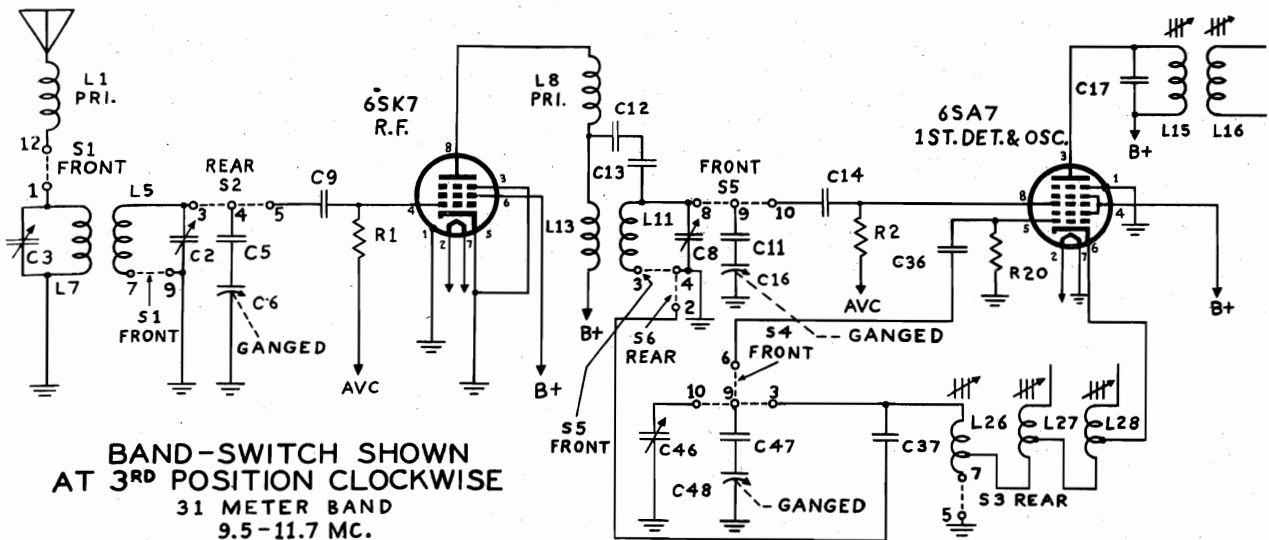 L1
PRI.
12
S1
FRONT
1
C3
L7
L5
7
9
S1
FRONT
3
C2
REAR
S2
4
5
C5
C6
GANGED
C9
R1
AVC
6SK7
R.F.
8
4
3
6
1
2
7
5
B+
L8
PRI.
C12
C13
L13
B+
L11
3
4
2
S6
REAR
S5
FRONT
8
C8
FRONT
S5
9
10
C11
C16
GANGED
C14
R2
AVC
6SA7
1ST. DET. & OSC.
3
8
5
1
4
2
7
6
B+
C36
R20
C17
B+
L15
L16
S4
FRONT
6
10
9
3
C46
C47
C48
GANGED
C37
L26
7
5
S3 REAR
L27
L28
BAND-SWITCH SHOWN
AT 3RD POSITION CLOCKWISE
31 METER BAND
9.5-11.7 MC.